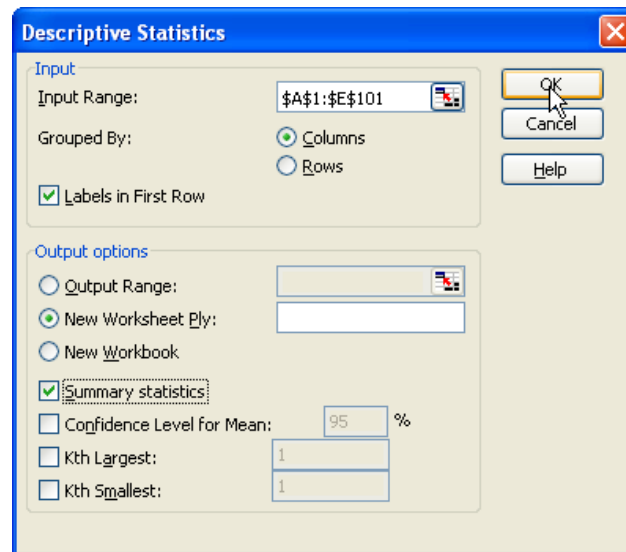 Descriptive Statistics
Input
Input Range: $A$1:$E$101
Grouped By: Columns
Rows
Labels in First Row
OK
Cancel
Help
Output options
Output Range:
New Worksheet Ply:
New Workbook
Summary statistics
Confidence Level for Mean: 95 %
Kth Largest: 1
Kth Smallest: 1